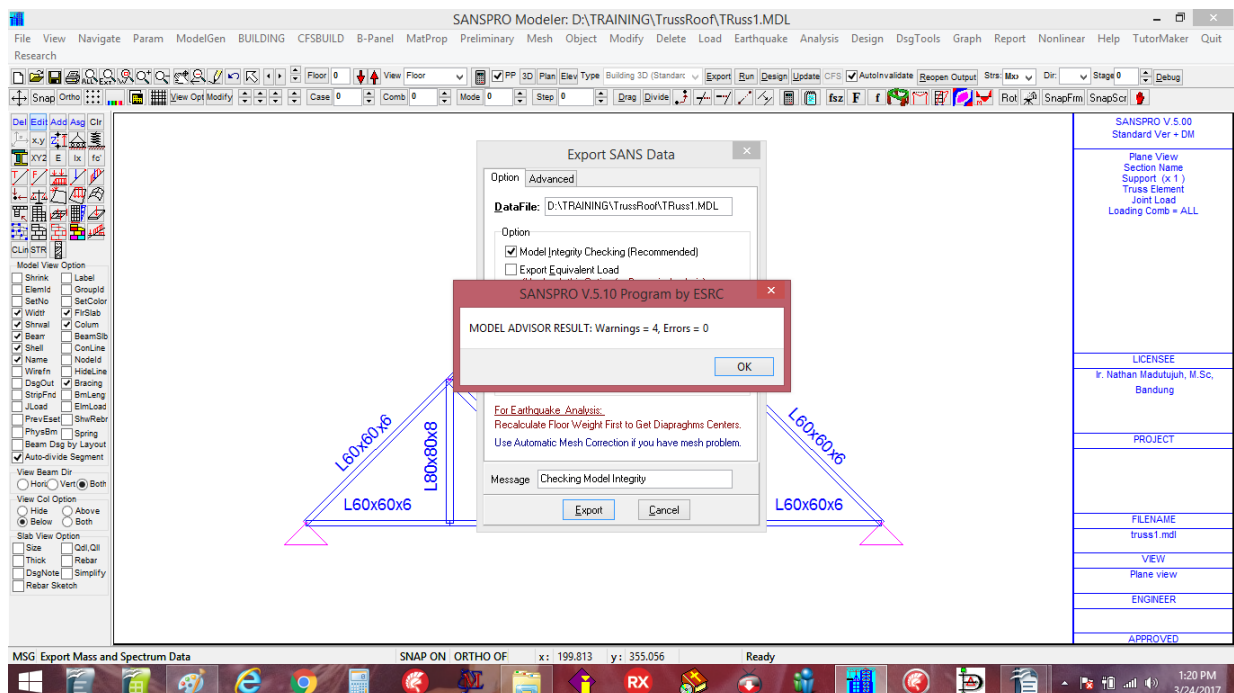 SANSPRO Modeler: D:\TRAINING\TrussRoof\TRuss1.MDL
File View Navigate Param ModelGen BUILDING CFSBUILD B-Panel MatProp Preliminary Mesh Object Modify Delete Load Earthquake Analysis Design DsgTools Graph Report Nonlinear Help TutorMaker Quit
Research
Floor 0 View Floor PP 3D Plan Elev Type Building 3D (Standarc Export Run Design Update CFS AutoInvalidate Reopen Output Strs: Mxo Dir: Stage 0 Debug
Snap Ortho View Opt Modify Case 0 Comb 0 Mode 0 Step 0 Drag Divide fsz F f Rot SnapFrm SnapScr
Del Edit Add Asg Clr
x.y
XY2 E Ix fc'
CLin STR
Model View Option
Shrink Label
ElemId GroupId
SetNo SetColor
Width FlrSlab
Shrwal Colum
Beam BeamSlb
Shell ConLine
Name NodeId
Wirefn HideLine
DsgOut Bracing
StripFnd BmLeng
JLoad ElmLoad
PrevEset ShwRebr
PhysBm Spring
Beam Dsg by Layout
Auto-divide Segment
View Beam Dir
Hori Vert Both
View Col Option
Hide Above
Below Both
Slab View Option
Size Qdl,Qll
Thick Rebar
DsgNote Simplify
Rebar Sketch
Export SANS Data
Option Advanced
DataFile: D:\TRAINING\TrussRoof\TRuss1.MDL
Option
Model Integrity Checking (Recommended)
Export Equivalent Load
SANSPRO V.5.10 Program by ESRC
MODEL ADVISOR RESULT: Warnings = 4, Errors = 0
OK
For Earthquake Analysis:
Recalculate Floor Weight First to Get Diapraghms Centers.
Use Automatic Mesh Correction if you have mesh problem.
Message Checking Model Integrity
Export Cancel
L60x60x6
L80x80x8
L60x60x6
L60x60x6
L60x60x6
SANSPRO V.5.00
Standard Ver + DM
Plane View
Section Name
Support (x 1 )
Truss Element
Joint Load
Loading Comb = ALL
LICENSEE
Ir. Nathan Madutujuh, M.Sc,
Bandung
PROJECT
FILENAME
truss1.mdl
VIEW
Plane view
ENGINEER
APPROVED
MSG Export Mass and Spectrum Data SNAP ON ORTHO OF x: 199.813 y: 355.056 Ready
RX
1:20 PM
3/24/2017